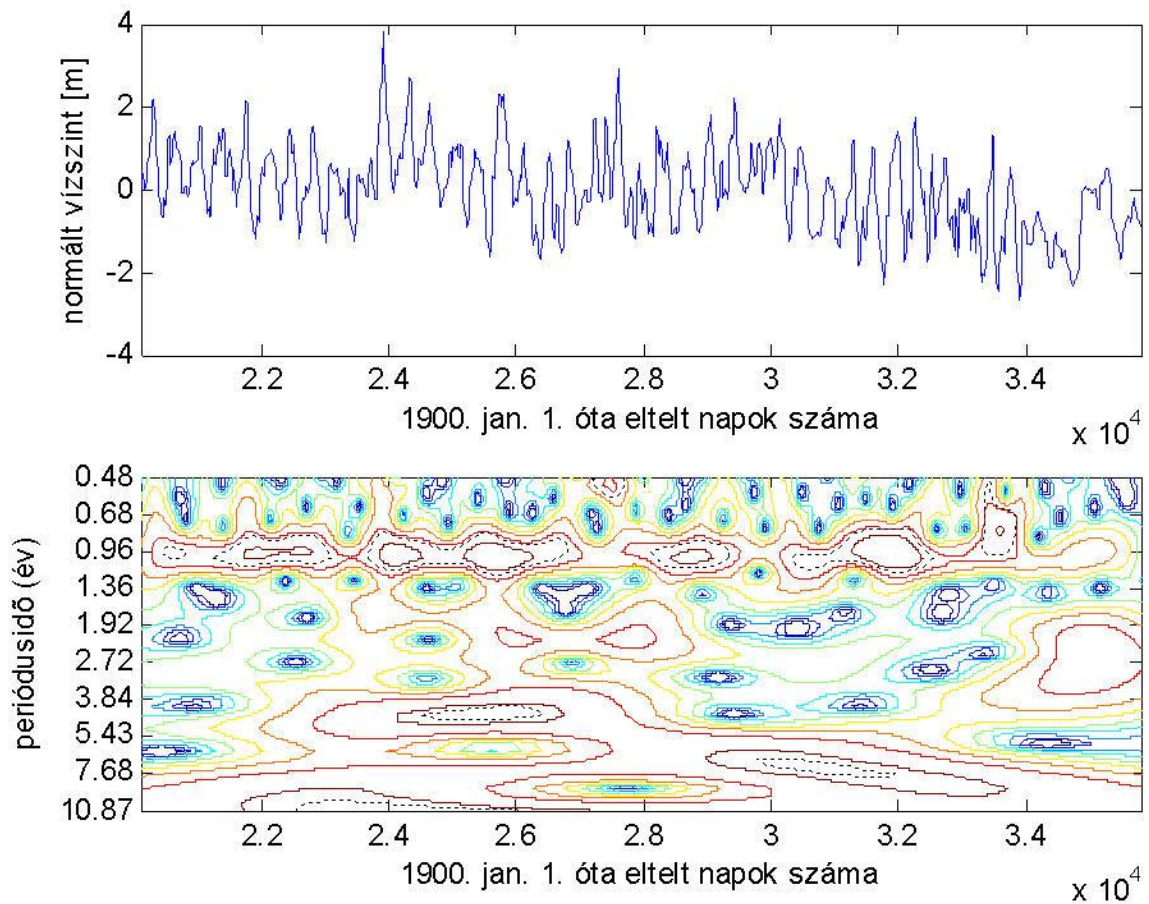 4
2
0
-2
-4
normált vízszint [m]
2.2 2.4 2.6 2.8 3 3.2 3.4
1900. jan. 1. óta eltelt napok száma
x 10^4
0.48
0.68
0.96
1.36
1.92
2.72
3.84
5.43
7.68
10.87
periódusidő (év)
2.2 2.4 2.6 2.8 3 3.2 3.4
1900. jan. 1. óta eltelt napok száma
x 10^4